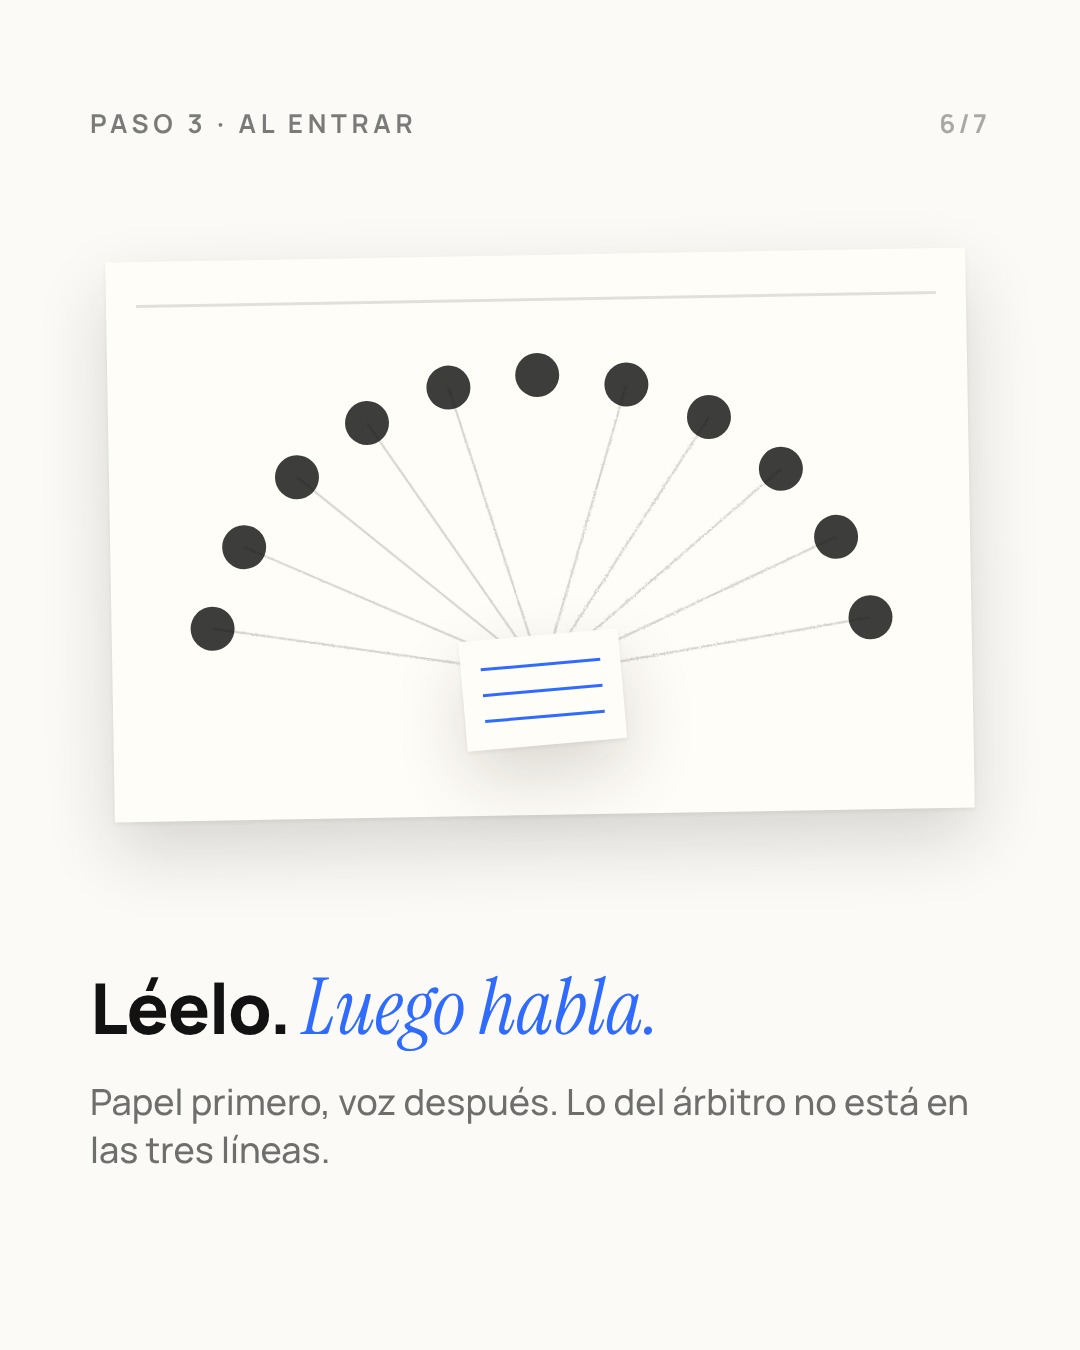 PASO 3 · AL ENTRAR
6/7
Léelo. Luego habla.
Papel primero, voz después. Lo del árbitro no está en
las tres líneas.